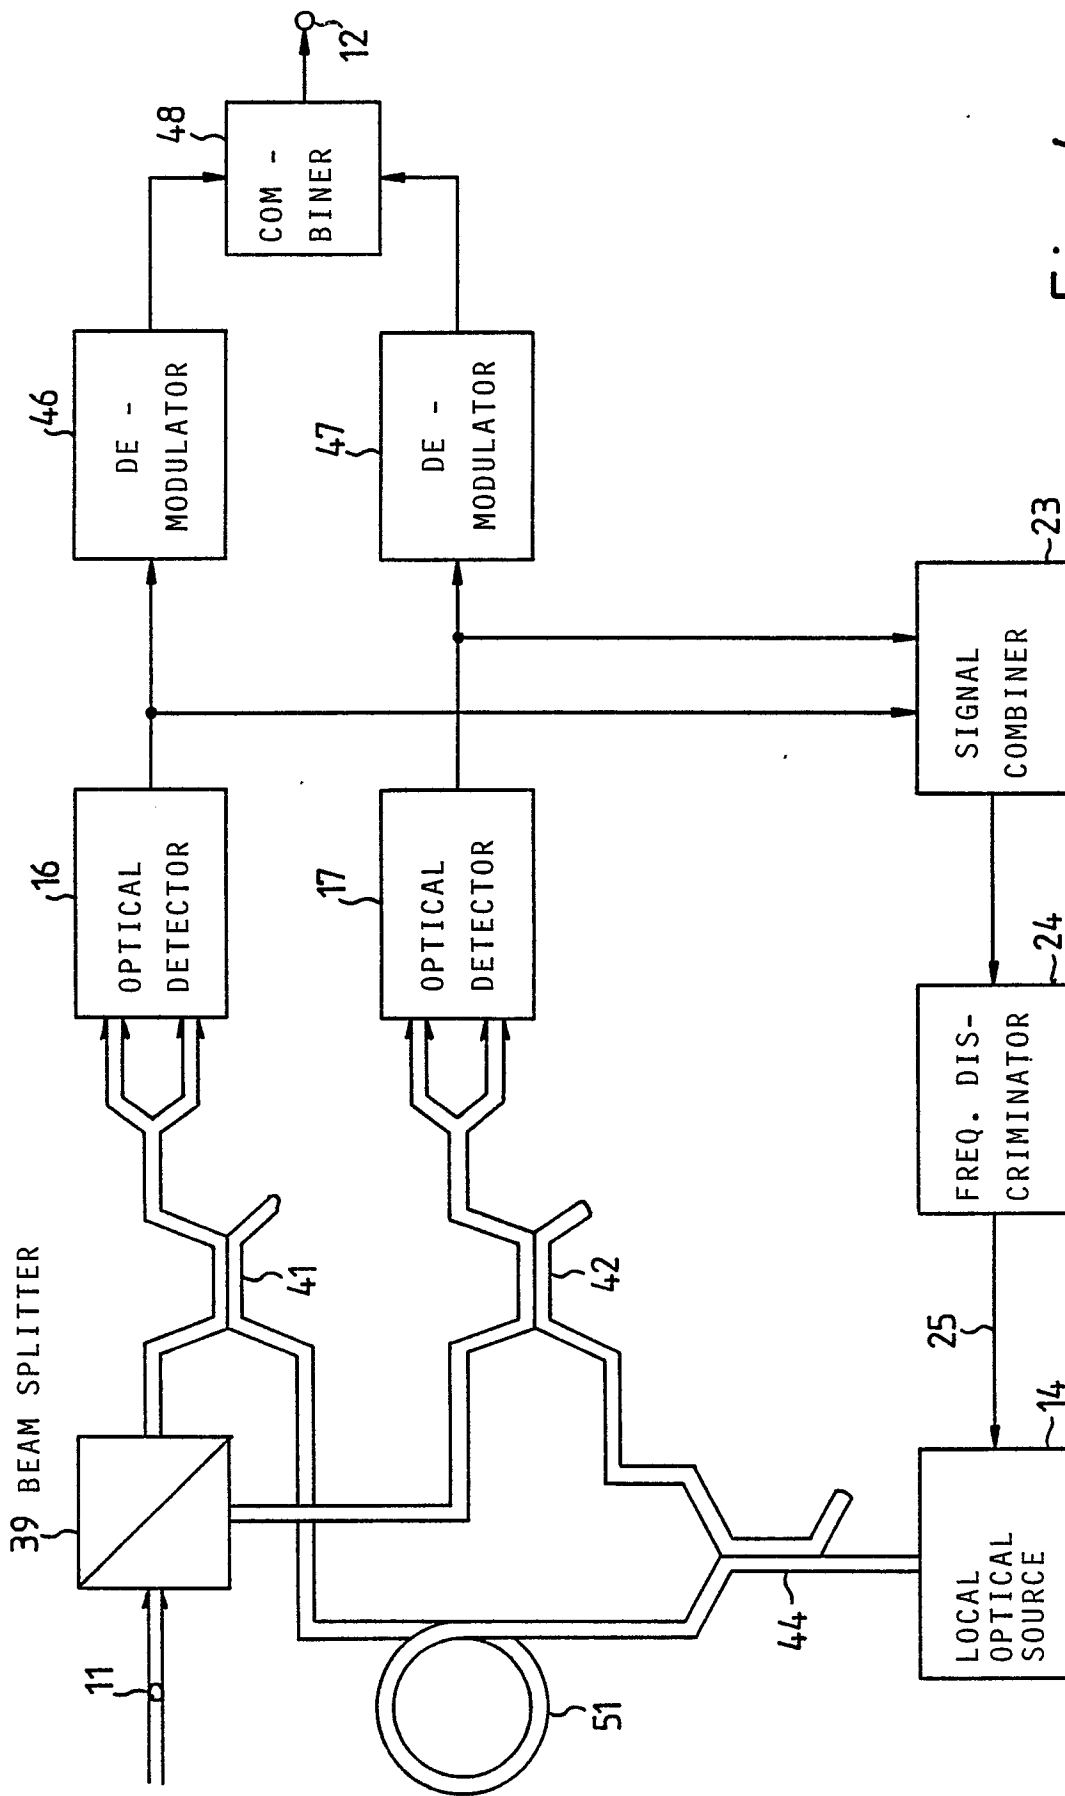 11
39 BEAM SPLITTER
41
16
OPTICAL
DETECTOR
46
DE -
MODULATOR
48
COM -
BINER
12
51
42
17
OPTICAL
DETECTOR
47
DE -
MODULATOR
44
LOCAL
OPTICAL
SOURCE
14
25
FREQ. DIS-
CRIMINATOR
24
SIGNAL
COMBINER
23